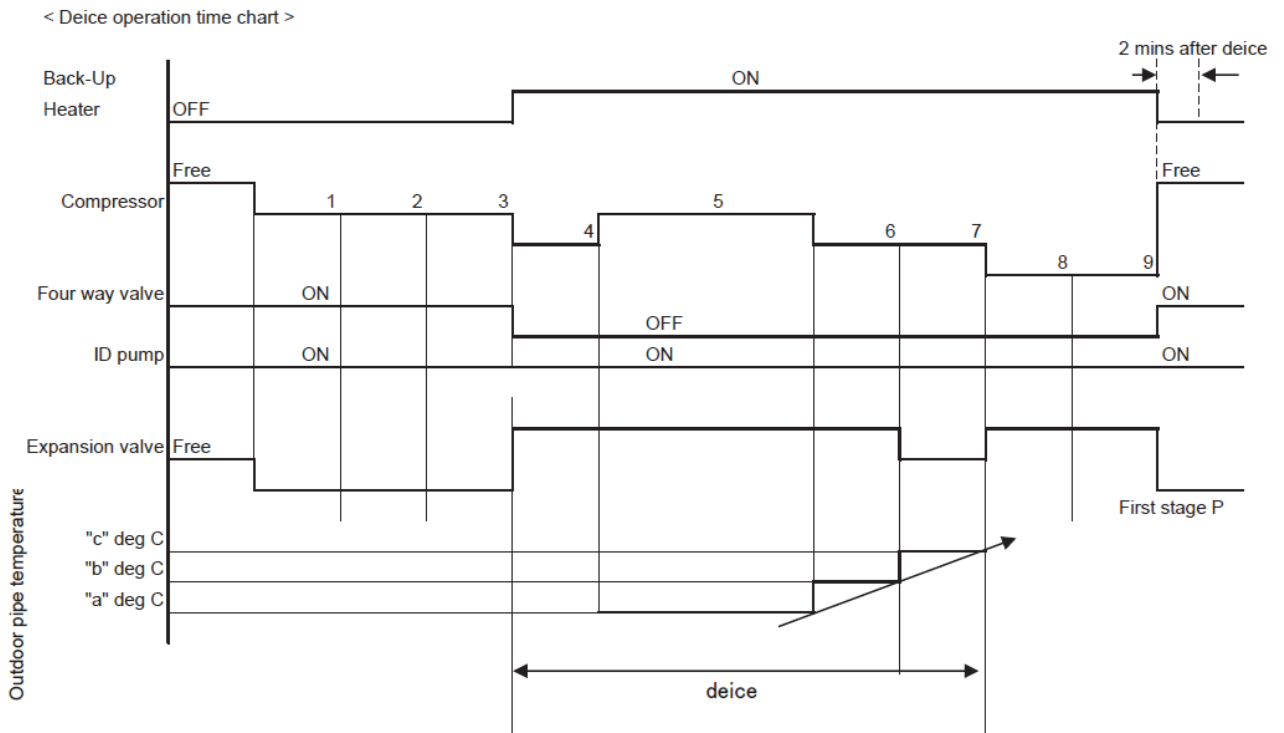 < Deice operation time chart >
2 mins after deice
Back-Up
Heater
OFF
ON
Free
Free
Compressor
1
2
3
4
5
6
7
8
9
Four way valve
ON
OFF
ON
ID pump
ON
ON
ON
Expansion valve
Free
First stage P
Outdoor pipe temperature
"c" deg C
"b" deg C
"a" deg C
deice